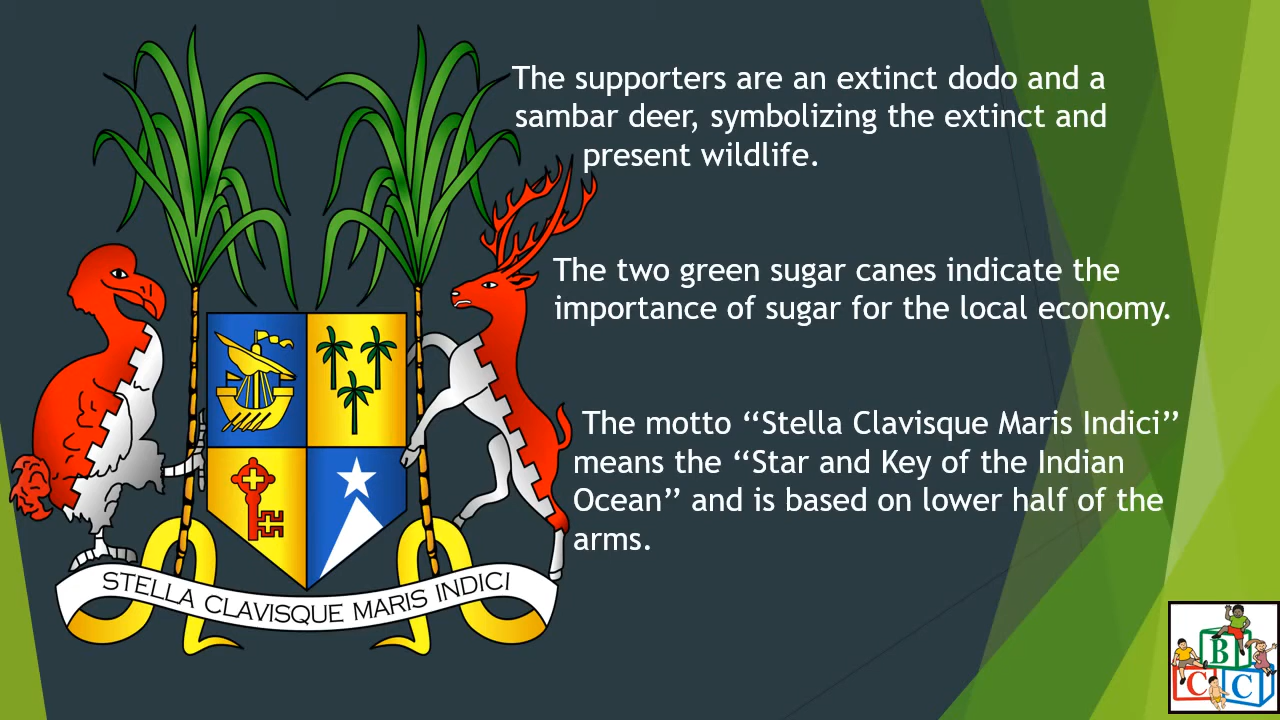 The supporters are an extinct dodo and a
sambar deer, symbolizing the extinct and
present wildlife.
The two green sugar canes indicate the
importance of sugar for the local economy.
The motto ‘‘Stella Clavisque Maris Indici’’
means the ‘‘Star and Key of the Indian
Ocean’’ and is based on lower half of the
arms.
STELLA CLAVISQUE MARIS INDICI
B
C C